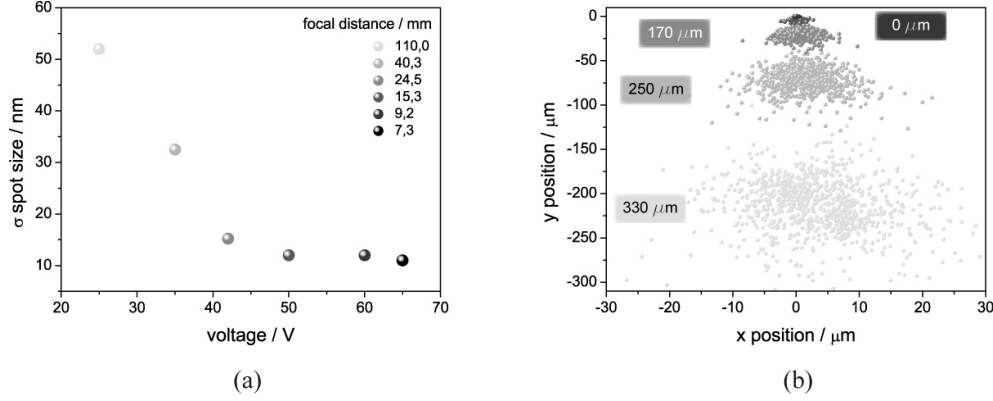 focal distance / mm
110,0
40,3
24,5
15,3
9,2
7,3
σ spot size / nm
60
50
40
30
20
10
20 30 40 50 60 70
voltage / V
(a)
0 μm
170 μm
250 μm
330 μm
y position / μm
0
-50
-100
-150
-200
-250
-300
-30 -20 -10 0 10 20 30
x position / μm
(b)